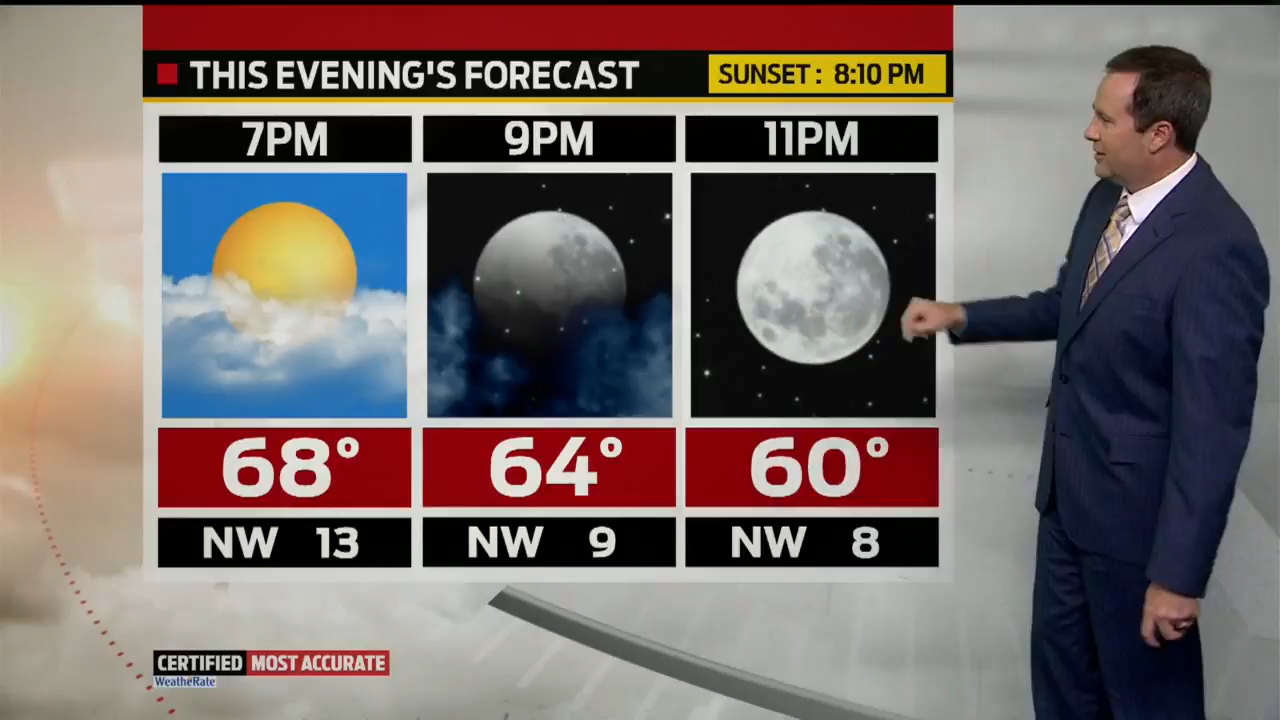 THIS EVENING'S FORECAST
SUNSET : 8:10 PM
7PM
9PM
11PM
68°
64°
60°
NW 13
NW 9
NW 8
CERTIFIED MOST ACCURATE
WeatheRate